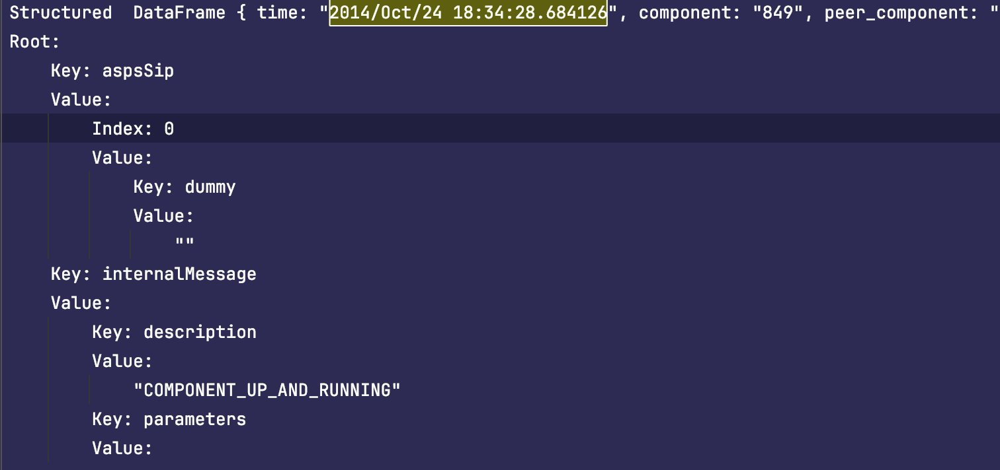 Structured  DataFrame { time: "2014/Oct/24 18:34:28.684126", component: "849", peer_component: "
Root:
Key: aspsSip
Value:
Index: 0
Value:
Key: dummy
Value:
""
Key: internalMessage
Value:
Key: description
Value:
"COMPONENT_UP_AND_RUNNING"
Key: parameters
Value: